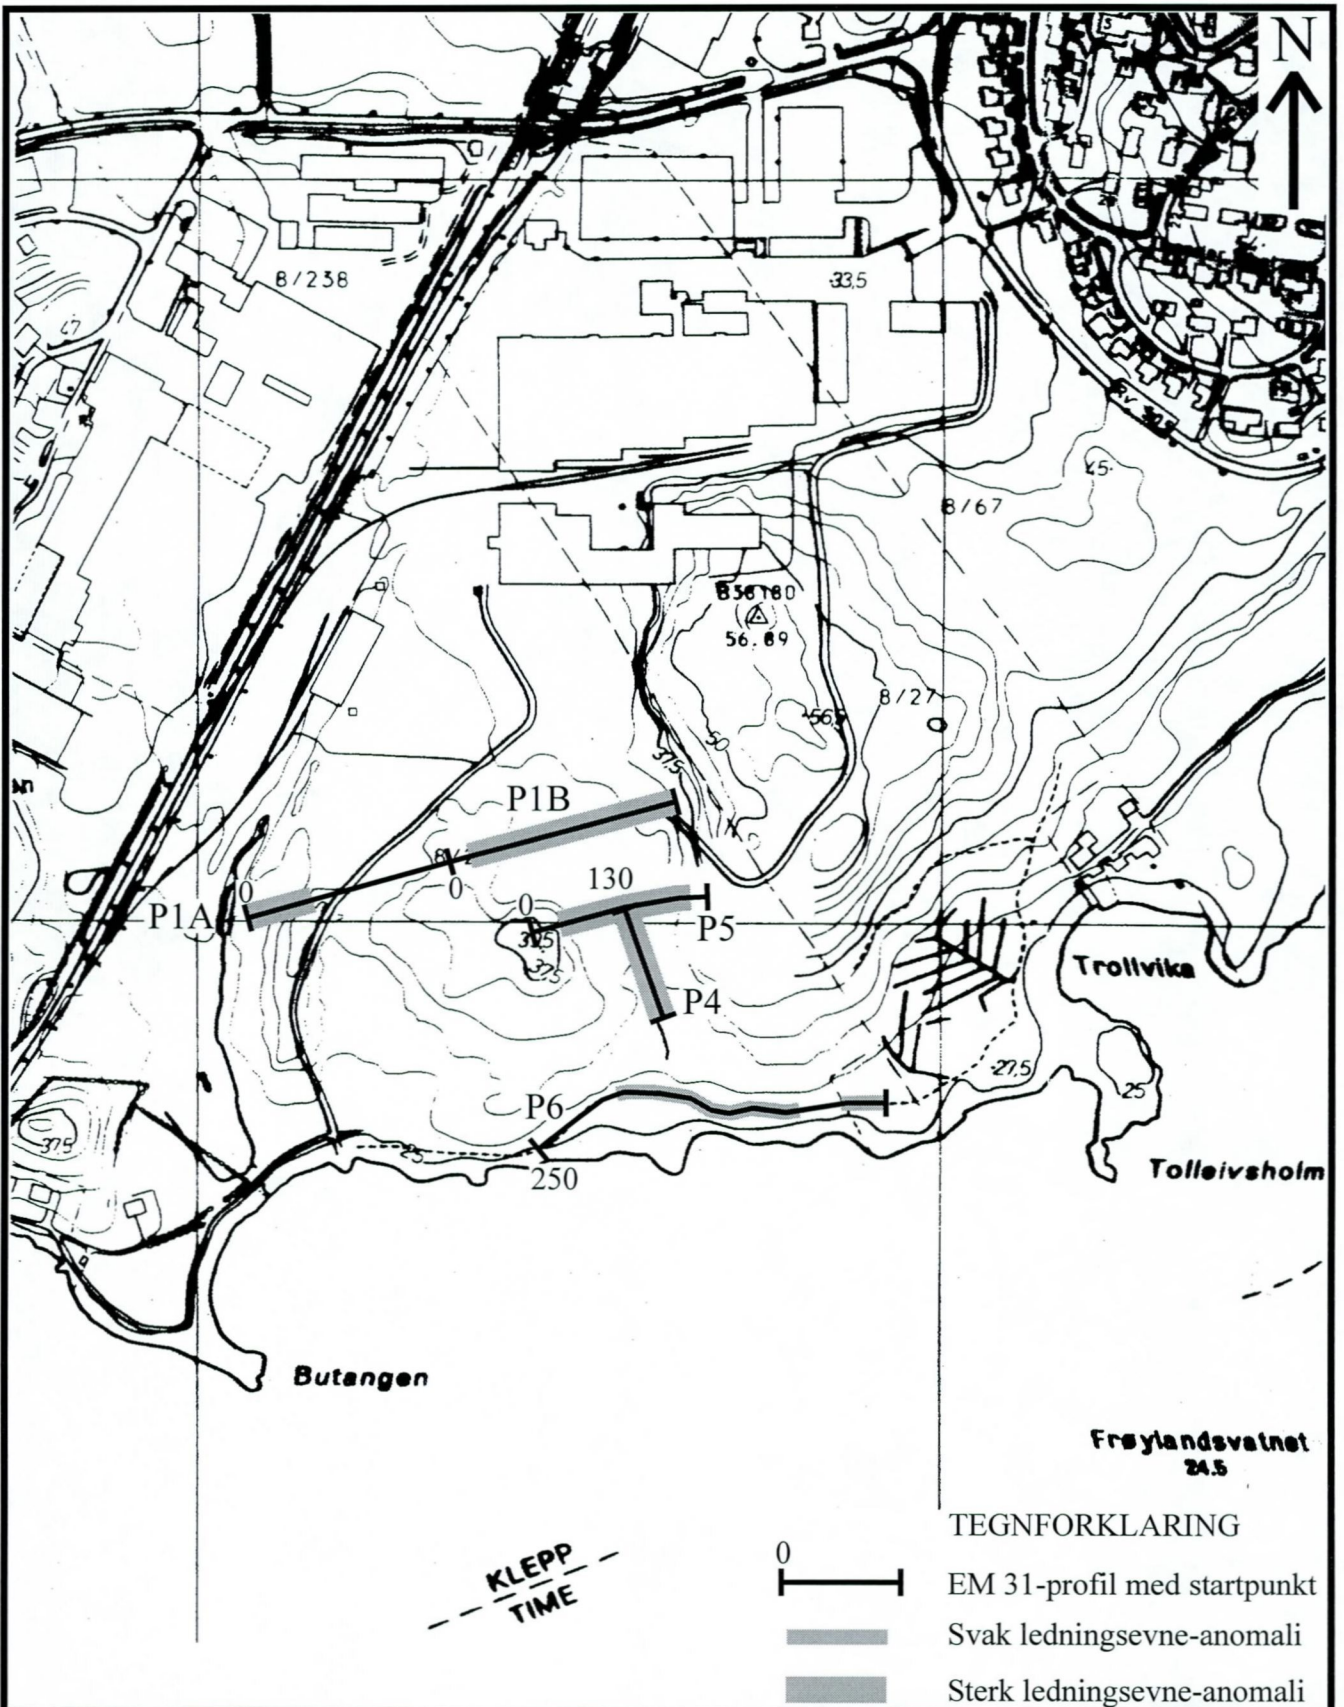 N
8/238
33,5
47
Rv 505
45
8/67
56.89
8/27
56,5
50
37,5
P1B
0
0
P1A
130
0
P5
37,5
P4
Trollvika
27,5
P6
25
37,5
25
Tolleivsholm
250
Butangen
Frøylandsvatnet
24.5
TEGNFORKLARING
0
KLEPP
TIME
EM 31-profil med startpunkt
Svak ledningsevne-anomali
Sterk ledningsevne-anomali